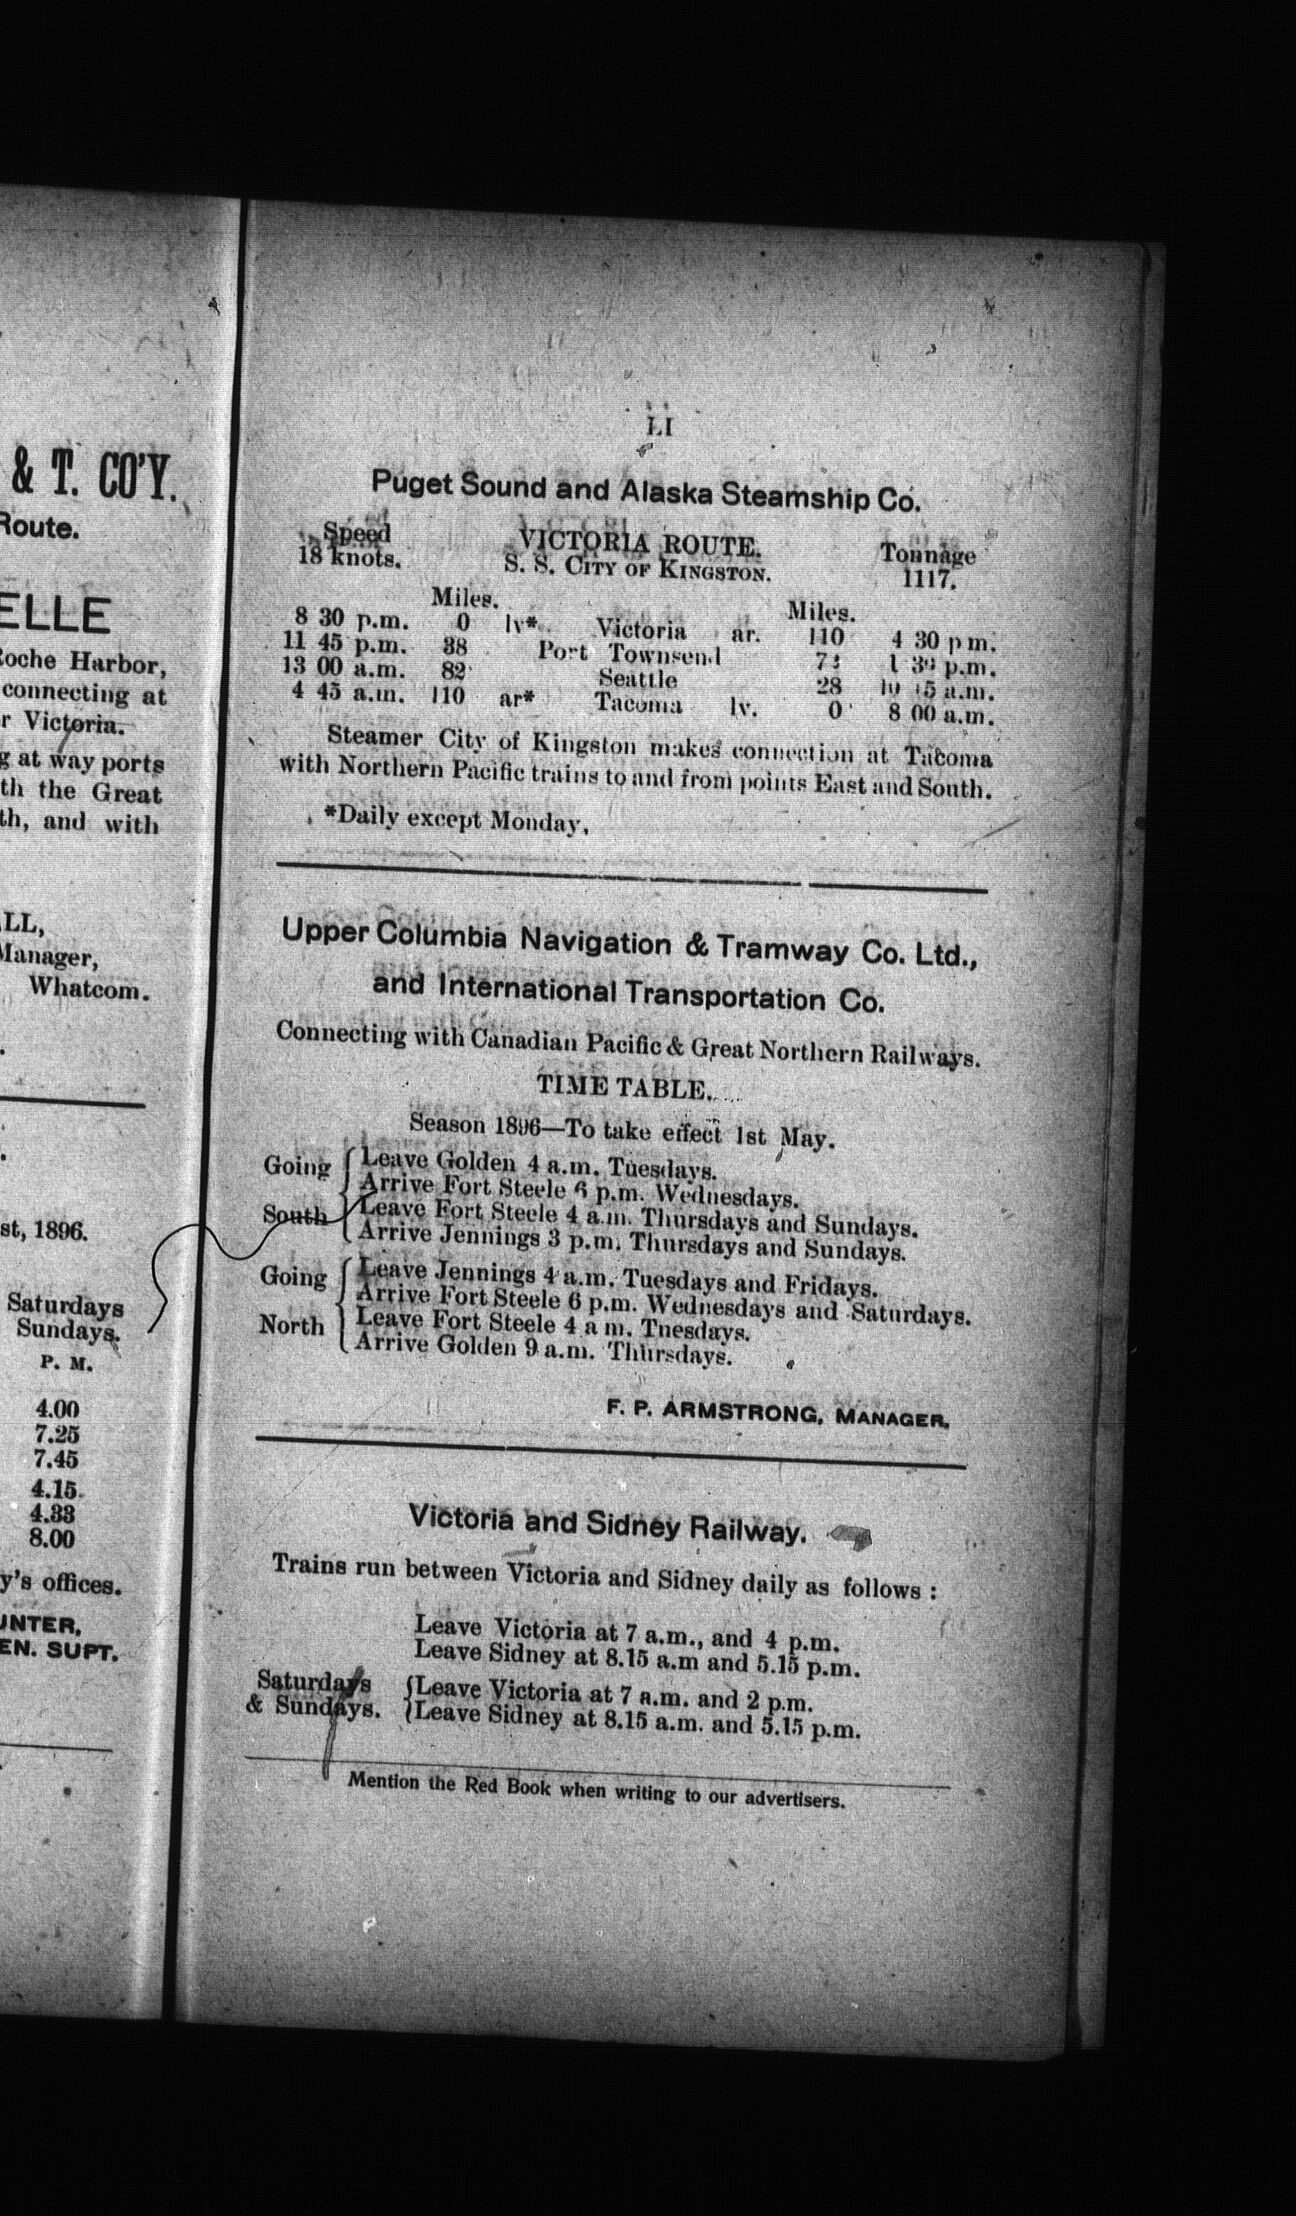 & T. CO'Y.
Route.
ELLE
Roche Harbor,
connecting at
r Victoria.
g at way ports
th the Great
th, and with
LL,
Manager,
Whatcom.
st, 1896.
Saturdays
Sundays.
P. M.
4.00
7.25
7.45
4.15
4.33
8.00
y's offices.
UNTER,
EN. SUPT.
LI
Puget Sound and Alaska Steamship Co.
Speed VICTORIA ROUTE. Tonnage
18 knots. S. S. CITY OF KINGSTON. 1117.
Miles. Miles.
8 30 p.m. 0 lv* Victoria ar. 110 4 30 p m.
11 45 p.m. 38 Port Townsend 1 p.m.
13 00 a.m. 82 Seattle 28 a.m.
4 45 a.m. 110 ar* Tacoma lv. 0 8 00 a.m.
Steamer City of Kingston makes connection at Tacoma
with Northern Pacific trains to and from points East and South.
*Daily except Monday.
Upper Columbia Navigation & Tramway Co. Ltd.,
and International Transportation Co.
Connecting with Canadian Pacific & Great Northern Railways.
TIME TABLE.
Season 1896—To take effect 1st May.
Going South { Leave Golden 4 a.m. Tuesdays.
Arrive Fort Steele 6 p.m. Wednesdays.
Leave Fort Steele 4 a.m. Thursdays and Sundays.
Arrive Jennings 3 p.m. Thursdays and Sundays.
Going North { Leave Jennings 4 a.m. Tuesdays and Fridays.
Arrive Fort Steele 6 p.m. Wednesdays and Saturdays.
Leave Fort Steele 4 a m. Tuesdays.
Arrive Golden 9 a.m. Thursdays.
F. P. ARMSTRONG, MANAGER.
Victoria and Sidney Railway.
Trains run between Victoria and Sidney daily as follows :
Leave Victoria at 7 a.m., and 4 p.m.
Leave Sidney at 8.15 a.m and 5.15 p.m.
Saturdays { Leave Victoria at 7 a.m. and 2 p.m.
& Sundays. { Leave Sidney at 8.15 a.m. and 5.15 p.m.
Mention the Red Book when writing to our advertisers.